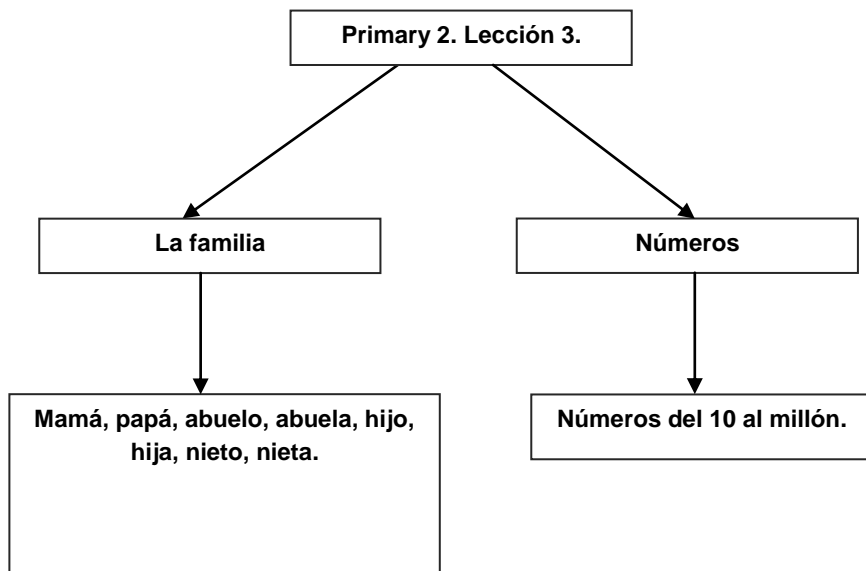 Primary 2. Lección 3.
La familia
Números
Mamá, papá, abuelo, abuela, hijo,
hija, nieto, nieta.
Números del 10 al millón.